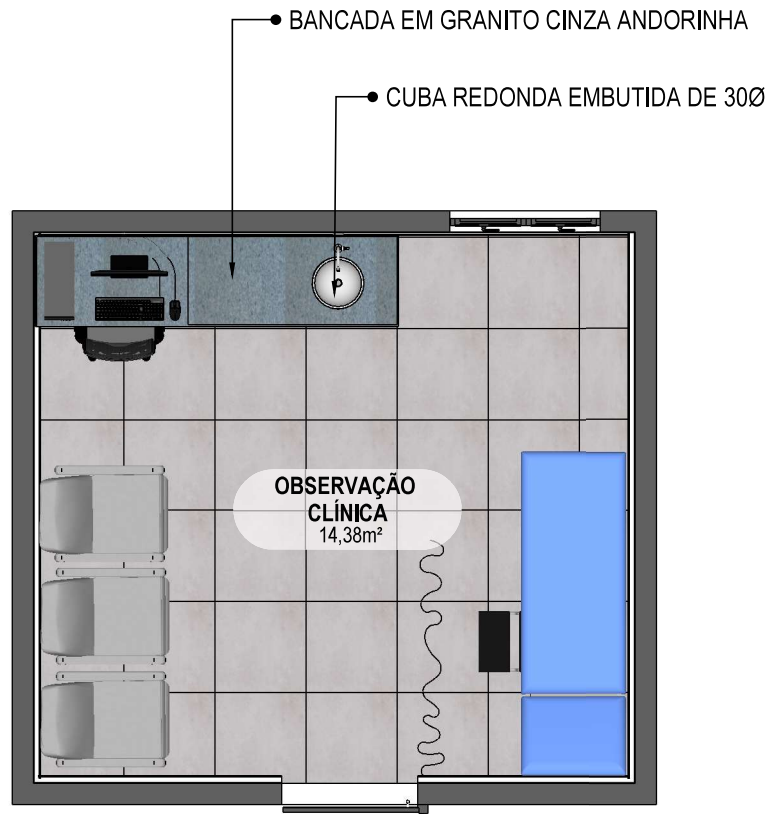 BANCADA EM GRANITO CINZA ANDORINHA
CUBA REDONDA EMBUTIDA DE 30Ø
OBSERVAÇÃO
CLÍNICA
14,38m²